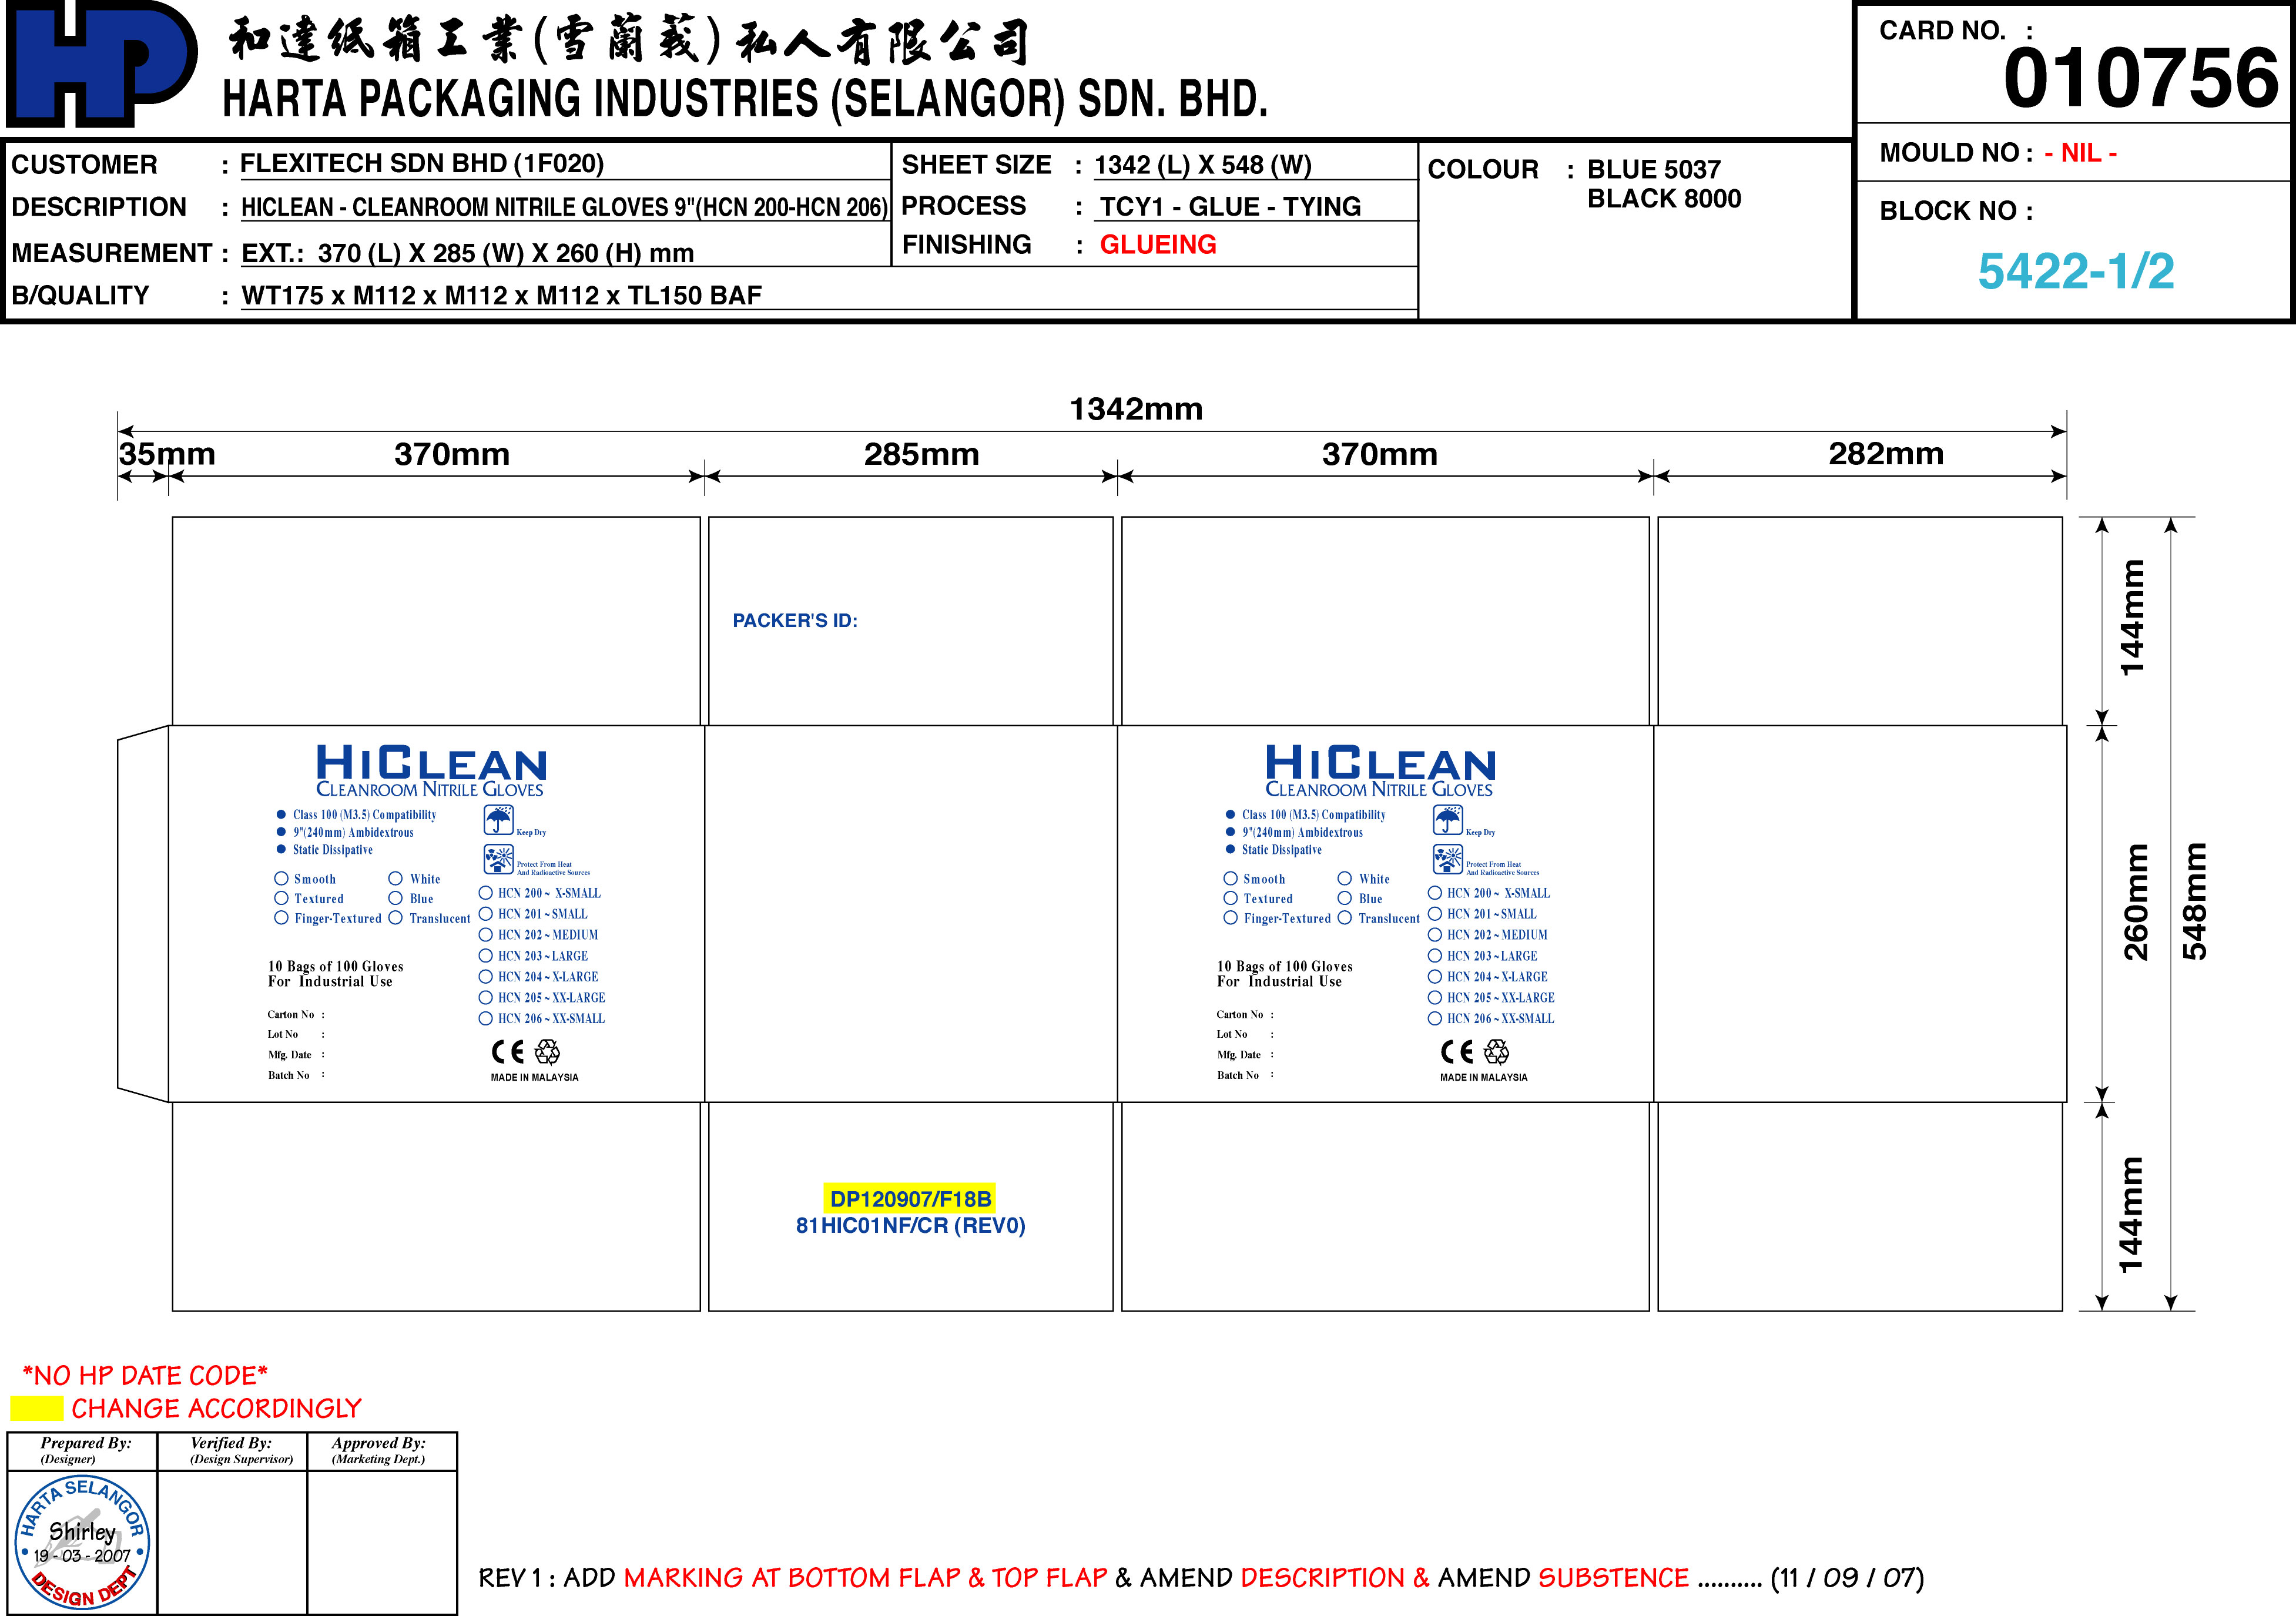 HP
和達紙箱工業(雪蘭莪)私人有限公司
HARTA PACKAGING INDUSTRIES (SELANGOR) SDN. BHD.
CARD NO. :
010756
MOULD NO : - NIL -
BLOCK NO :
5422-1/2
CUSTOMER : FLEXITECH SDN BHD (1F020)
DESCRIPTION : HICLEAN - CLEANROOM NITRILE GLOVES 9"(HCN 200-HCN 206)
MEASUREMENT : EXT.: 370 (L) X 285 (W) X 260 (H) mm
B/QUALITY : WT175 x M112 x M112 x M112 x TL150 BAF
SHEET SIZE : 1342 (L) X 548 (W)
PROCESS : TCY1 - GLUE - TYING
FINISHING : GLUEING
COLOUR : BLUE 5037
BLACK 8000
1342mm
35mm 370mm 285mm 370mm 282mm
144mm
260mm
548mm
144mm
PACKER'S ID:
HICLEAN
CLEANROOM NITRILE GLOVES
Class 100 (M3.5) Compatibility
9"(240mm) Ambidextrous
Static Dissipative
Keep Dry
Protect From Heat
And Radioactive Sources
Smooth White
Textured Blue
Finger-Textured Translucent
HCN 200 ~ X-SMALL
HCN 201 ~ SMALL
HCN 202 ~ MEDIUM
HCN 203 ~ LARGE
HCN 204 ~ X-LARGE
HCN 205 ~ XX-LARGE
HCN 206 ~ XX-SMALL
10 Bags of 100 Gloves
For Industrial Use
Carton No :
Lot No :
Mfg. Date :
Batch No :
CE
MADE IN MALAYSIA
HICLEAN
CLEANROOM NITRILE GLOVES
Class 100 (M3.5) Compatibility
9"(240mm) Ambidextrous
Static Dissipative
Keep Dry
Protect From Heat
And Radioactive Sources
Smooth White
Textured Blue
Finger-Textured Translucent
HCN 200 ~ X-SMALL
HCN 201 ~ SMALL
HCN 202 ~ MEDIUM
HCN 203 ~ LARGE
HCN 204 ~ X-LARGE
HCN 205 ~ XX-LARGE
HCN 206 ~ XX-SMALL
10 Bags of 100 Gloves
For Industrial Use
Carton No :
Lot No :
Mfg. Date :
Batch No :
CE
MADE IN MALAYSIA
DP120907/F18B
81HIC01NF/CR (REV0)
*NO HP DATE CODE*
CHANGE ACCORDINGLY
Prepared By:
(Designer)
Verified By:
(Design Supervisor)
Approved By:
(Marketing Dept.)
HARTA SELANGOR
Shirley
19 - 03 - 2007
DESIGN DEPT
REV 1 : ADD MARKING AT BOTTOM FLAP & TOP FLAP & AMEND DESCRIPTION & AMEND SUBSTENCE .......... (11 / 09 / 07)